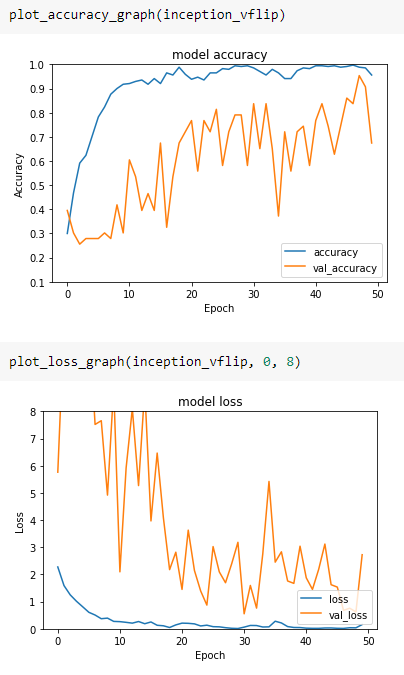 plot_accuracy_graph(inception_vflip)
model accuracy
1.0
0.9
0.8
0.7
0.6
0.5
0.4
0.3
0.2
0.1
Accuracy
0 10 20 30 40 50
Epoch
accuracy
val_accuracy
plot_loss_graph(inception_vflip, 0, 8)
model loss
8
7
6
5
4
3
2
1
0
Loss
0 10 20 30 40 50
Epoch
loss
val_loss